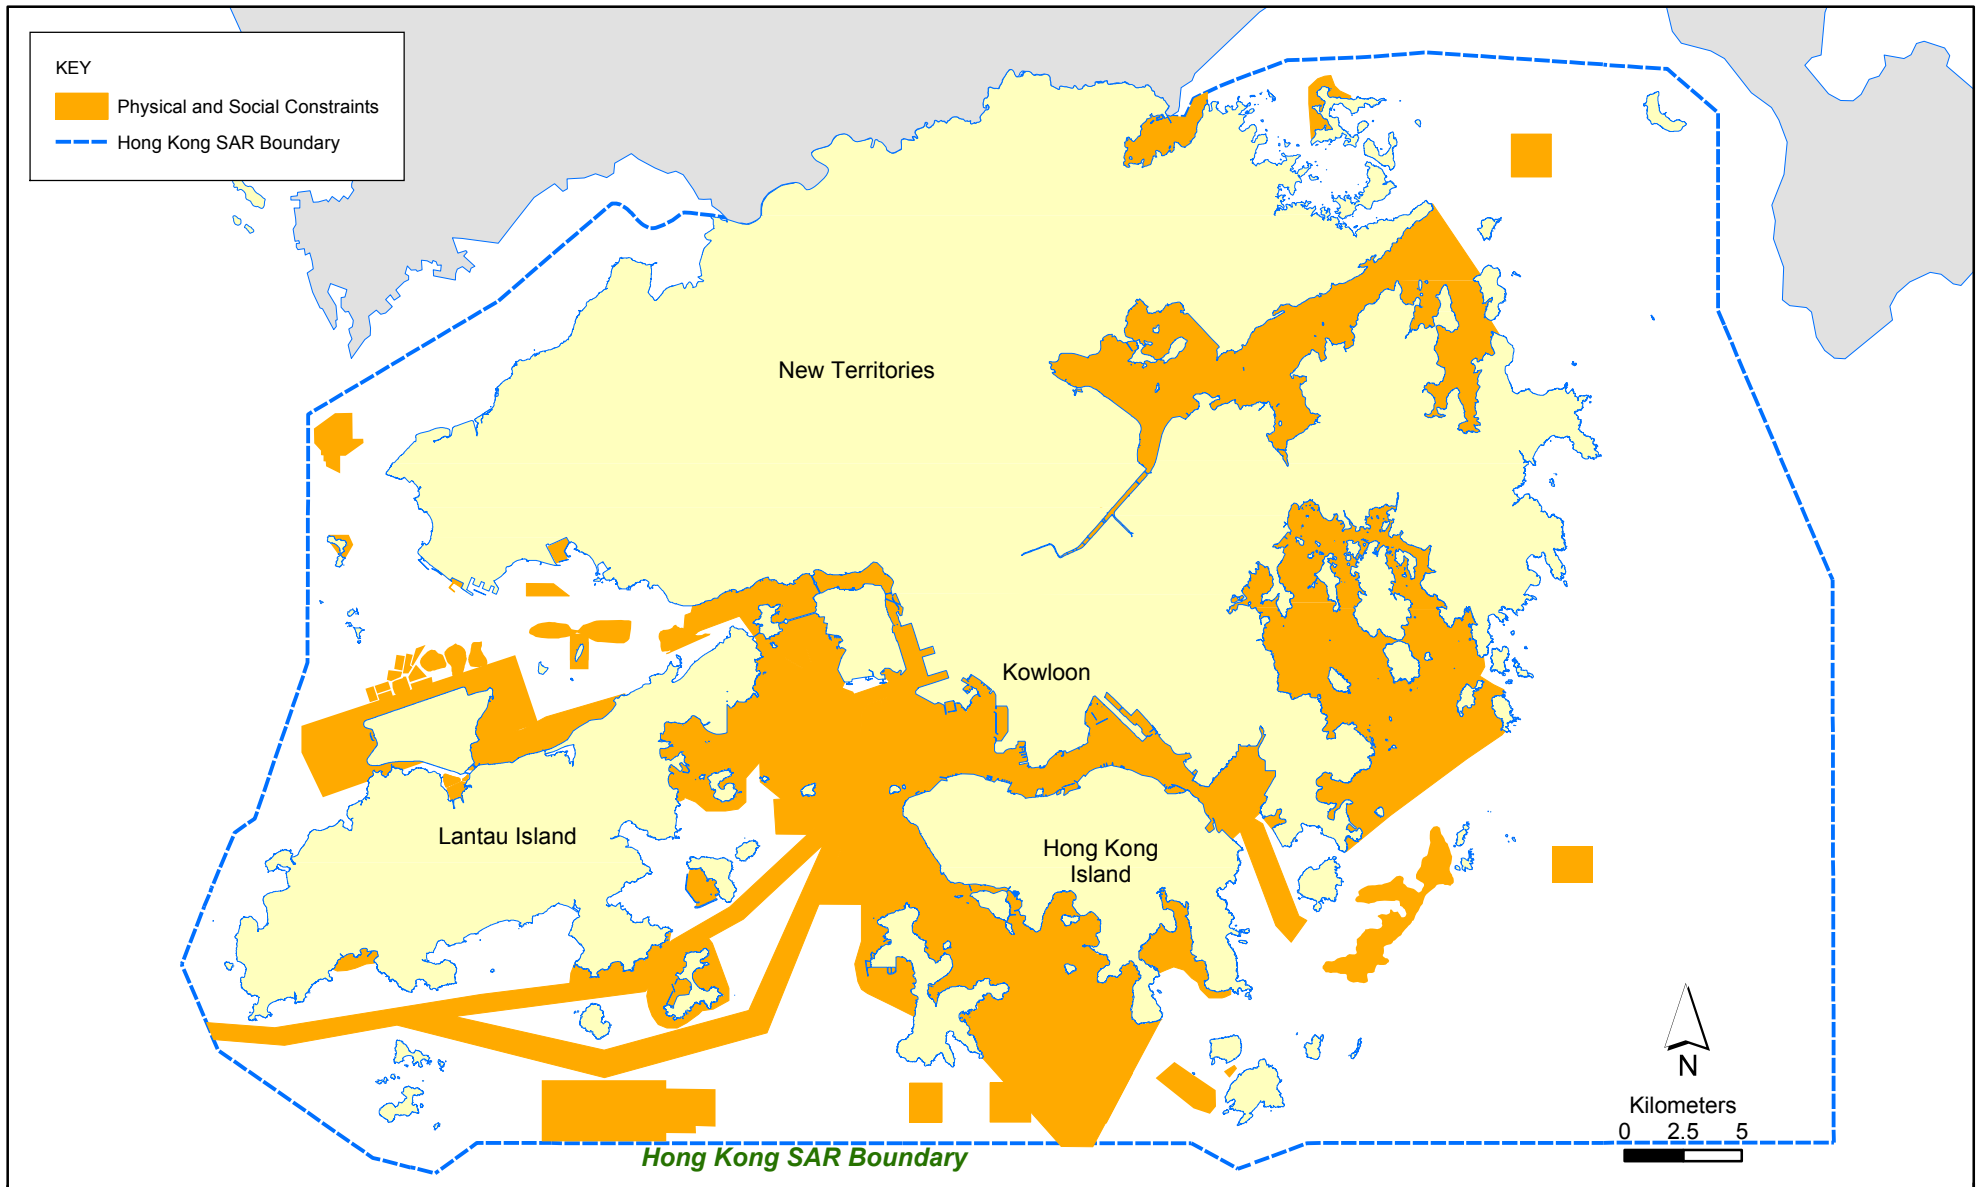 KEY
Physical and Social Constraints
Hong Kong SAR Boundary
New Territories
Kowloon
Lantau Island
Hong Kong
Island
N
Kilometers
0 2.5 5
Hong Kong SAR Boundary